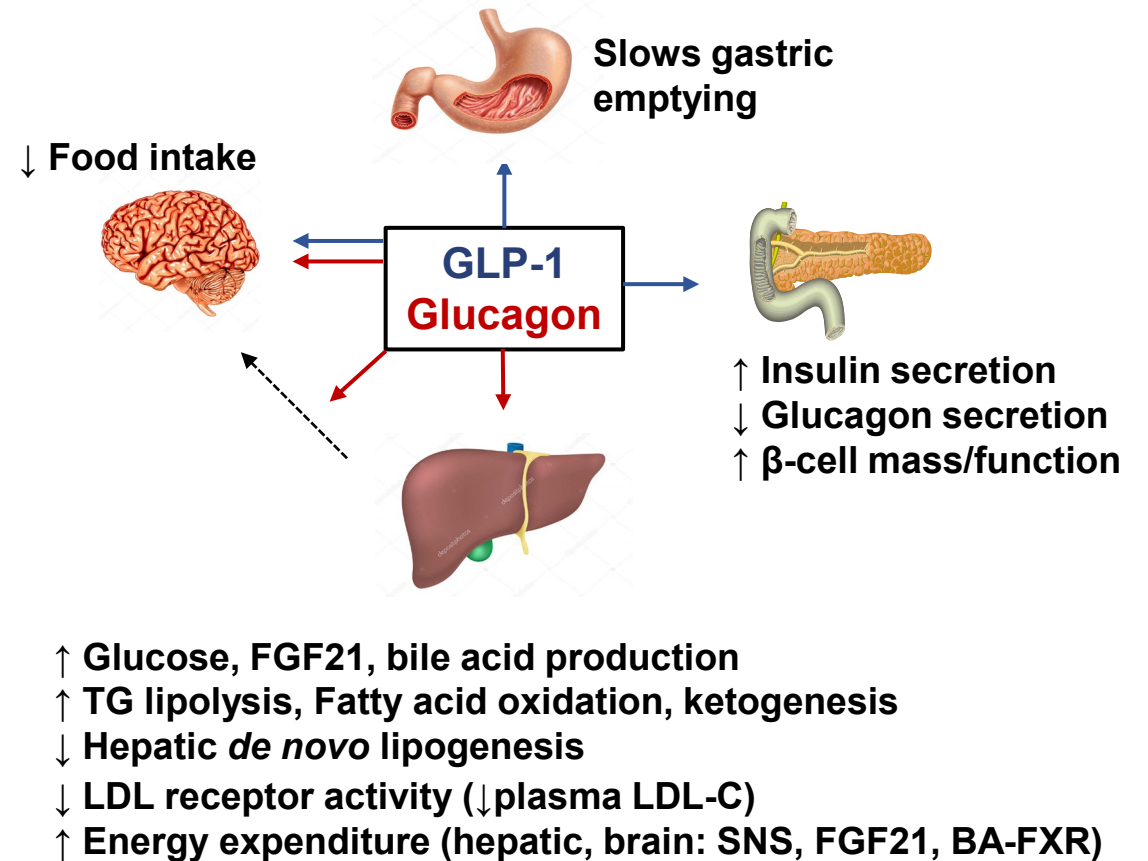 Slows gastric
emptying
↓ Food intake
GLP-1
Glucagon
↑ Insulin secretion
↓ Glucagon secretion
↑ β-cell mass/function
depositphotos
depositphotos
↑ Glucose, FGF21, bile acid production
↑ TG lipolysis, Fatty acid oxidation, ketogenesis
↓ Hepatic de novo lipogenesis
↓ LDL receptor activity (↓plasma LDL-C)
↑ Energy expenditure (hepatic, brain: SNS, FGF21, BA-FXR)